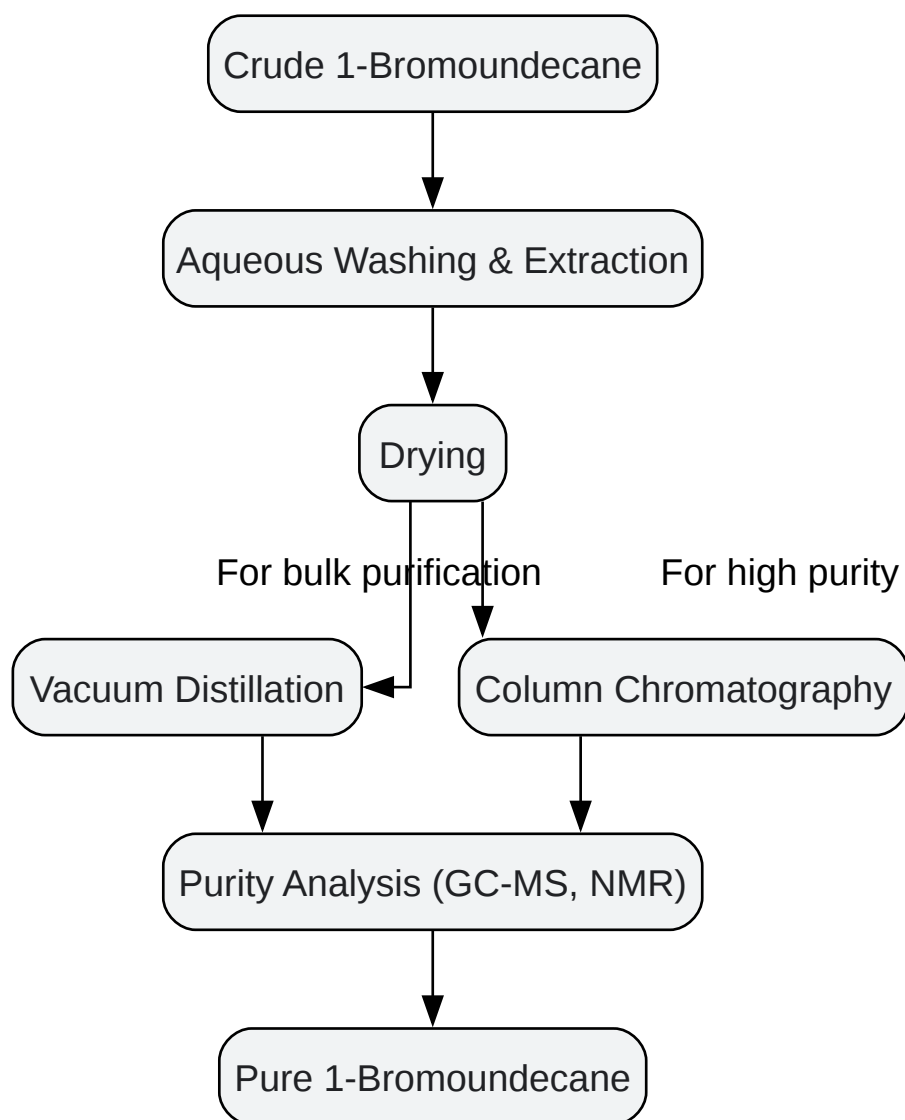 Crude 1-Bromoundecane
Aqueous Washing & Extraction
Drying
For bulk purification
For high purity
Vacuum Distillation
Column Chromatography
Purity Analysis (GC-MS, NMR)
Pure 1-Bromoundecane